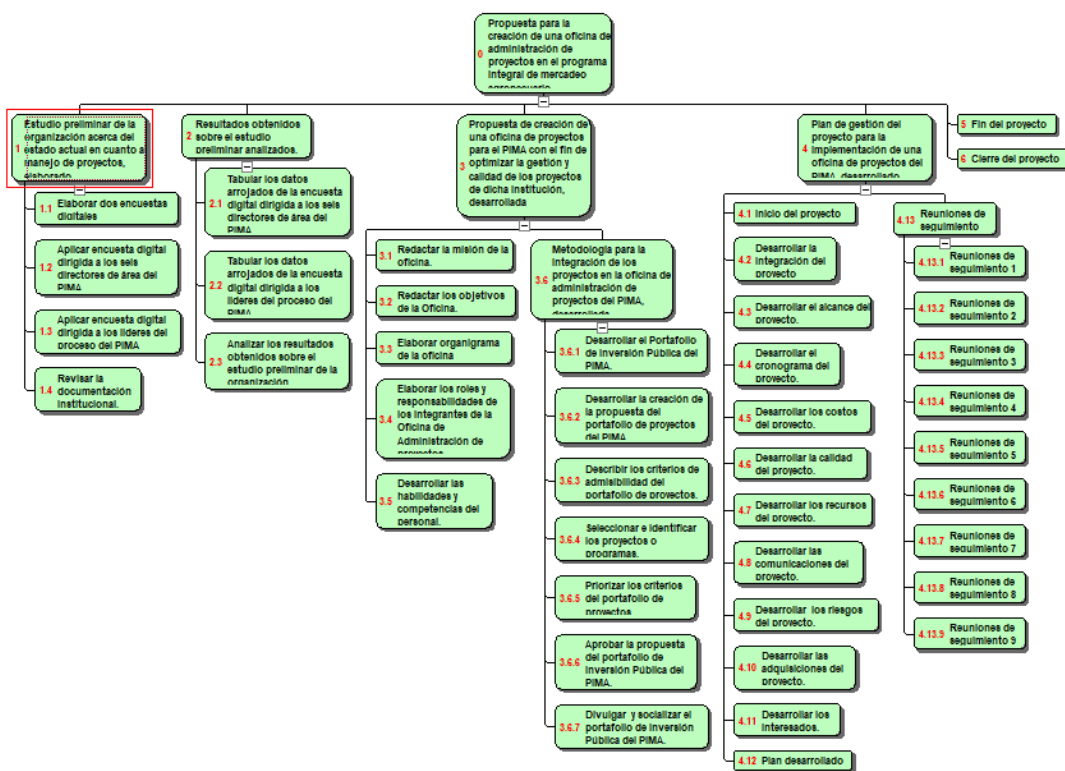 0 Propuesta para la
creación de una oficina de
administración de
proyectos en el programa
integral de mercadeo
agropecuario
1 Estudio preliminar de la
organización acerca del
estado actual en cuanto al
manejo de proyectos,
elaborado
1.1 Elaborar dos encuestas
digitales
1.2 Aplicar encuesta digital
dirigida a los seis
directores de área del
PIMA
1.3 Aplicar encuesta digital
dirigida a los líderes del
proceso del PIMA
1.4 Revisar la
documentación
institucional.
2 Resultados obtenidos
sobre el estudio
preliminar analizados.
2.1 Tabular los datos
arrojados de la encuesta
digital dirigida a los seis
directores de área del
PIMA
2.2 Tabular los datos
arrojados de la encuesta
digital dirigida a los
líderes del proceso del
PIMA
2.3 Analizar los resultados
obtenidos sobre el
estudio preliminar de la
organización
3 Propuesta de creación de
una oficina de proyectos
para el PIMA con el fin de
optimizar la gestión y
calidad de los proyectos
de dicha institución,
desarrollada
3.1 Redactar la misión de la
oficina.
3.2 Redactar los objetivos
de la Oficina.
3.3 Elaborar organigrama
de la oficina
3.4 Elaborar los roles y
responsabilidades de
los integrantes de la
Oficina de
Administración de
proyectos
3.5 Desarrollar las
habilidades y
competencias del
personal.
3.6 Metodología para la
integración de los
proyectos en la oficina de
administración de
proyectos del PIMA,
desarrollada
3.6.1 Desarrollar el Portafolio
de Inversión Pública del
PIMA.
3.6.2 Desarrollar la creación de
la propuesta del
portafolio de proyectos
del PIMA
3.6.3 Describir los criterios de
admisibilidad del
portafolio de proyectos.
3.6.4 Seleccionar e identificar
los proyectos o
programas.
3.6.5 Priorizar los criterios
del portafolio de
proyectos
3.6.6 Aprobar la propuesta
del portafolio de
Inversión Pública del
PIMA.
3.6.7 Divulgar y socializar el
portafolio de Inversión
Pública del PIMA.
4 Plan de gestión del
proyecto para la
implementación de una
oficina de proyectos del
PIMA, desarrollado
4.1 Inicio del proyecto
4.2 Desarrollar la
integración del
proyecto
4.3 Desarrollar el alcance del
proyecto.
4.4 Desarrollar el
cronograma del
proyecto.
4.5 Desarrollar los costos
del proyecto.
4.6 Desarrollar la calidad
del proyecto.
4.7 Desarrollar los recursos
del proyecto.
4.8 Desarrollar las
comunicaciones del
proyecto.
4.9 Desarrollar los riesgos
del proyecto.
4.10 Desarrollar las
adquisiciones del
proyecto.
4.11 Desarrollar los
interesados.
4.12 Plan desarrollado
4.13 Reuniones de
seguimiento
4.13.1 Reuniones de
seguimiento 1
4.13.2 Reuniones de
seguimiento 2
4.13.3 Reuniones de
seguimiento 3
4.13.4 Reuniones de
seguimiento 4
4.13.5 Reuniones de
seguimiento 5
4.13.6 Reuniones de
seguimiento 6
4.13.7 Reuniones de
seguimiento 7
4.13.8 Reuniones de
seguimiento 8
4.13.9 Reuniones de
seguimiento 9
5 Fin del proyecto
6 Cierre del proyecto